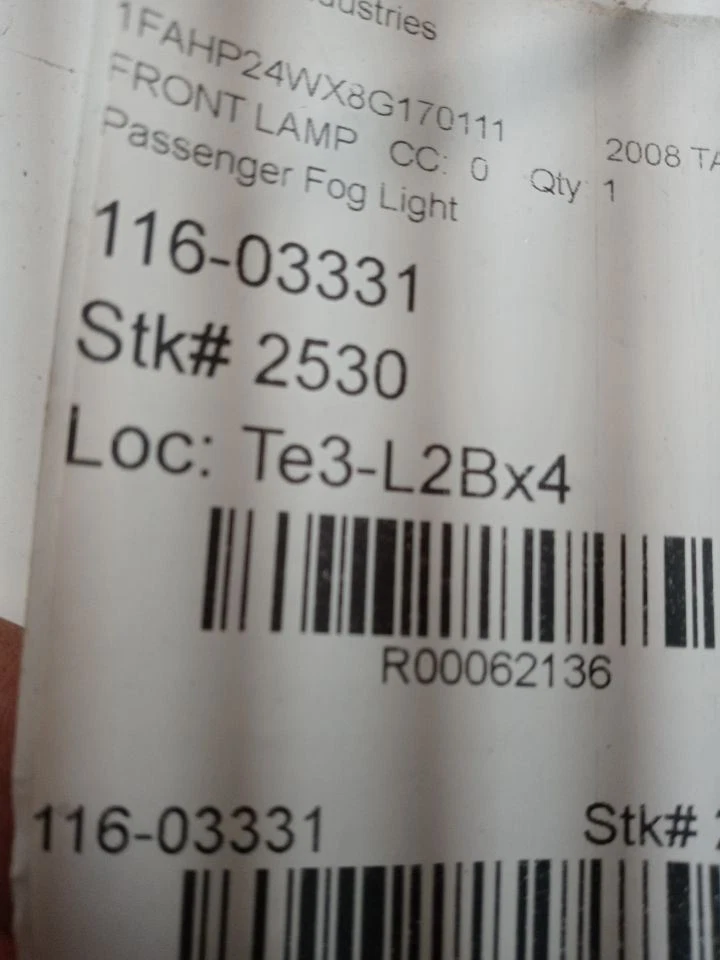 1FAHP24WX8G170111
2008
FRONT LAMP CC: 0 Qty 1
Passenger Fog Light
116-03331
Stk# 2530
Loc: Te3-L2Bx4
R00062136
116-03331 Stk#